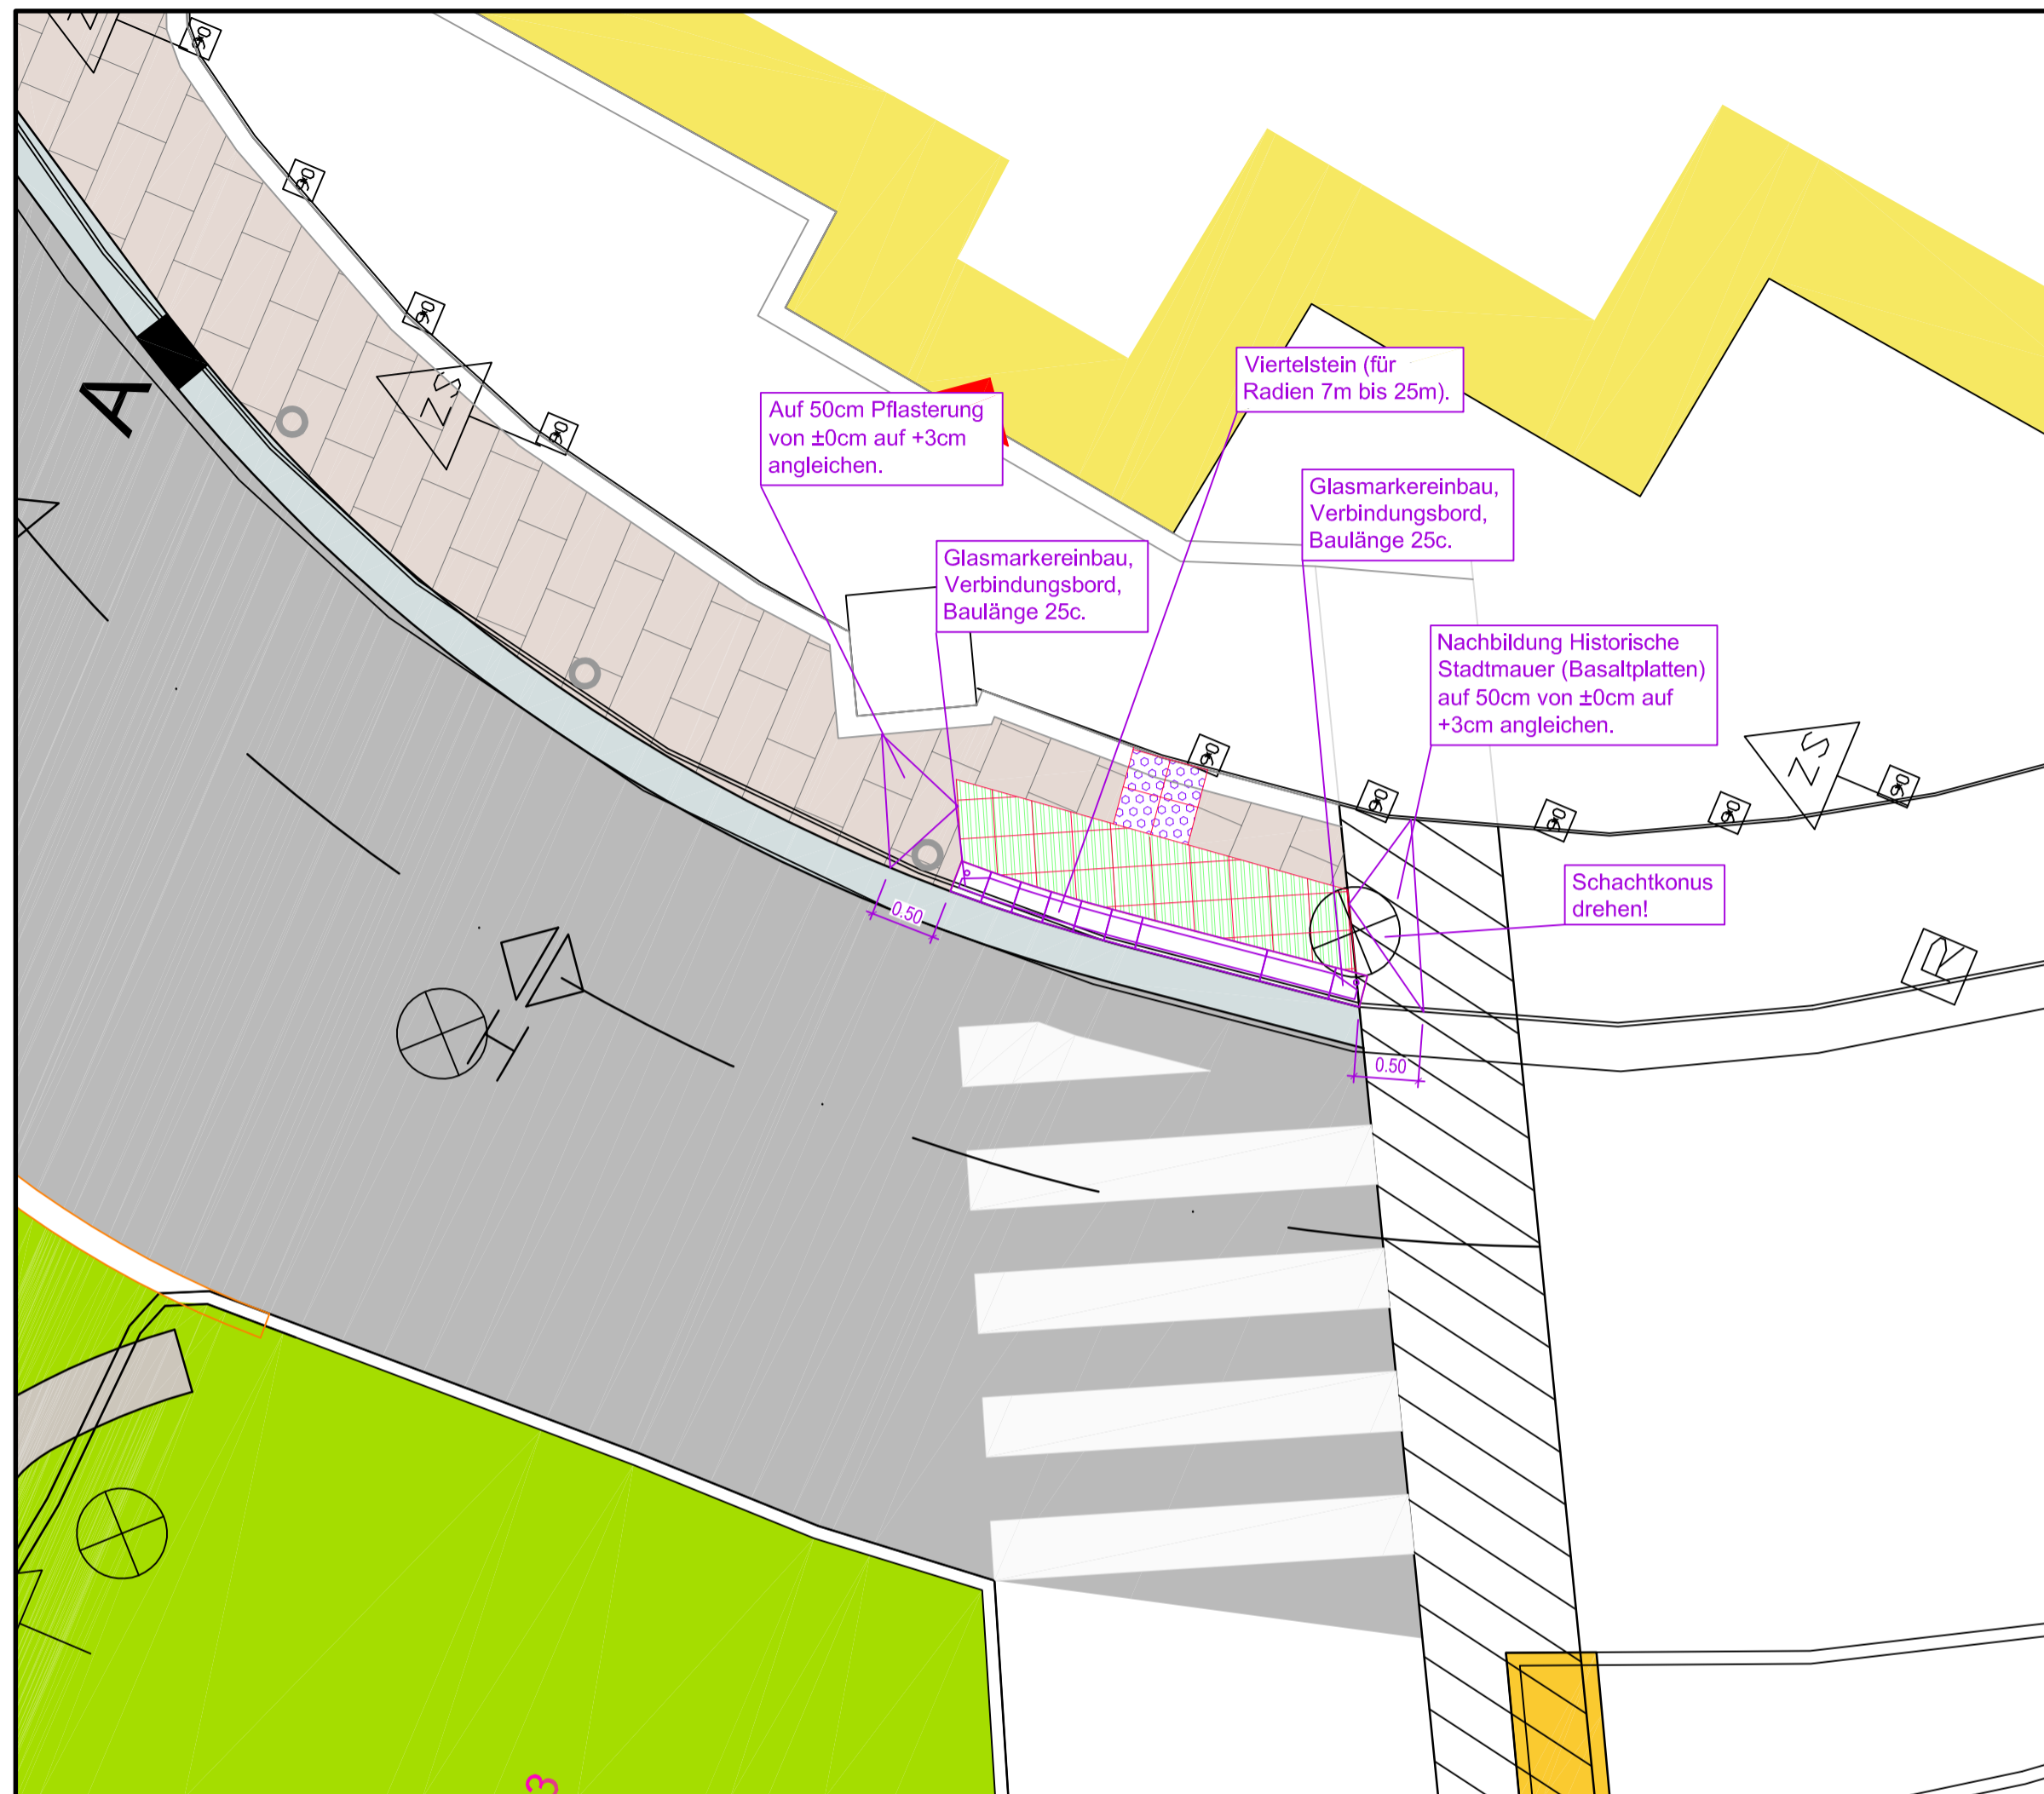 Viertelstein (für
Radien 7m bis 25m).
Auf 50cm Pflasterung
von ±0cm auf +3cm
angleichen.
Glasmarkereinbau,
Verbindungsbord,
Baulänge 25c.
Glasmarkereinbau,
Verbindungsbord,
Baulänge 25c.
Nachbildung Historische
Stadtmauer (Basaltplatten)
auf 50cm von ±0cm auf
+3cm angleichen.
Schachtkonus
drehen!
0.50
0.50
A
H
3